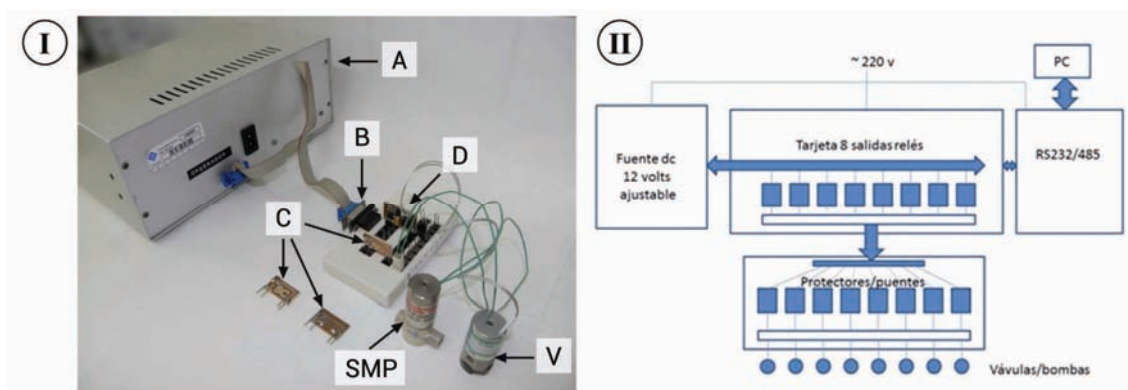 I
A
B
D
C
SMP
V
II
~ 220 v
PC
Fuente dc
12 volts
ajustable
Tarjeta 8 salidas relés
RS232/485
Protectores/puentes
Vávulas/bombas